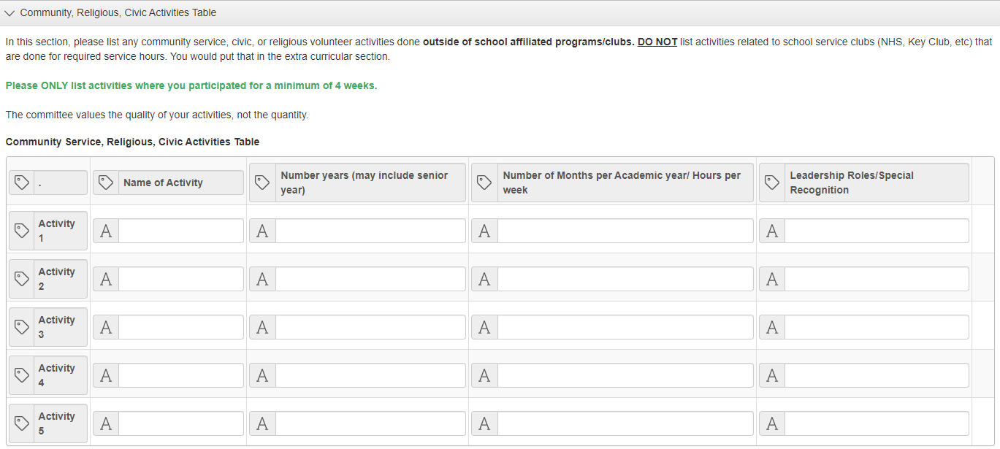 Community, Religious, Civic Activities Table
In this section, please list any community service, civic, or religious volunteer activities done outside of school affiliated programs/clubs. DO NOT list activities related to school service clubs (NHS, Key Club, etc) that
are done for required service hours. You would put that in the extra curricular section.
Please ONLY list activities where you participated for a minimum of 4 weeks.
The committee values the quality of your activities, not the quantity.
Community Service, Religious, Civic Activities Table
. Name of Activity Number years (may include senior year) Number of Months per Academic year/ Hours per week Leadership Roles/Special Recognition
Activity 1 A A A A
Activity 2 A A A A
Activity 3 A A A A
Activity 4 A A A A
Activity 5 A A A A